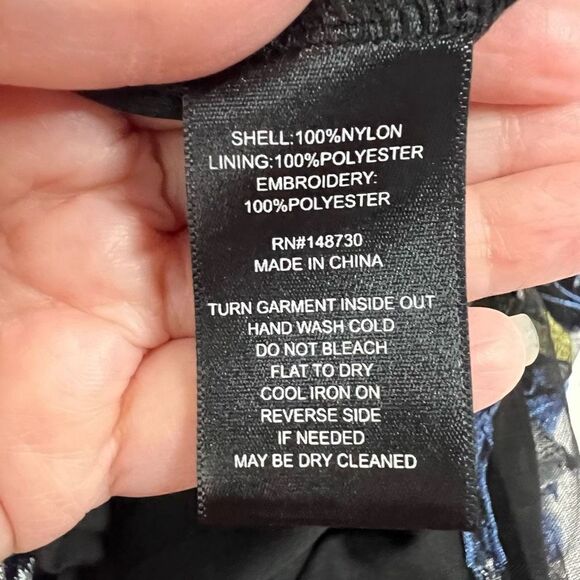 SHELL:100%NYLON
LINING:100%POLYESTER
EMBROIDERY:
100%POLYESTER
RN#148730
MADE IN CHINA
TURN GARMENT INSIDE OUT
HAND WASH COLD
DO NOT BLEACH
FLAT TO DRY
COOL IRON ON
REVERSE SIDE
IF NEEDED
MAY BE DRY CLEANED